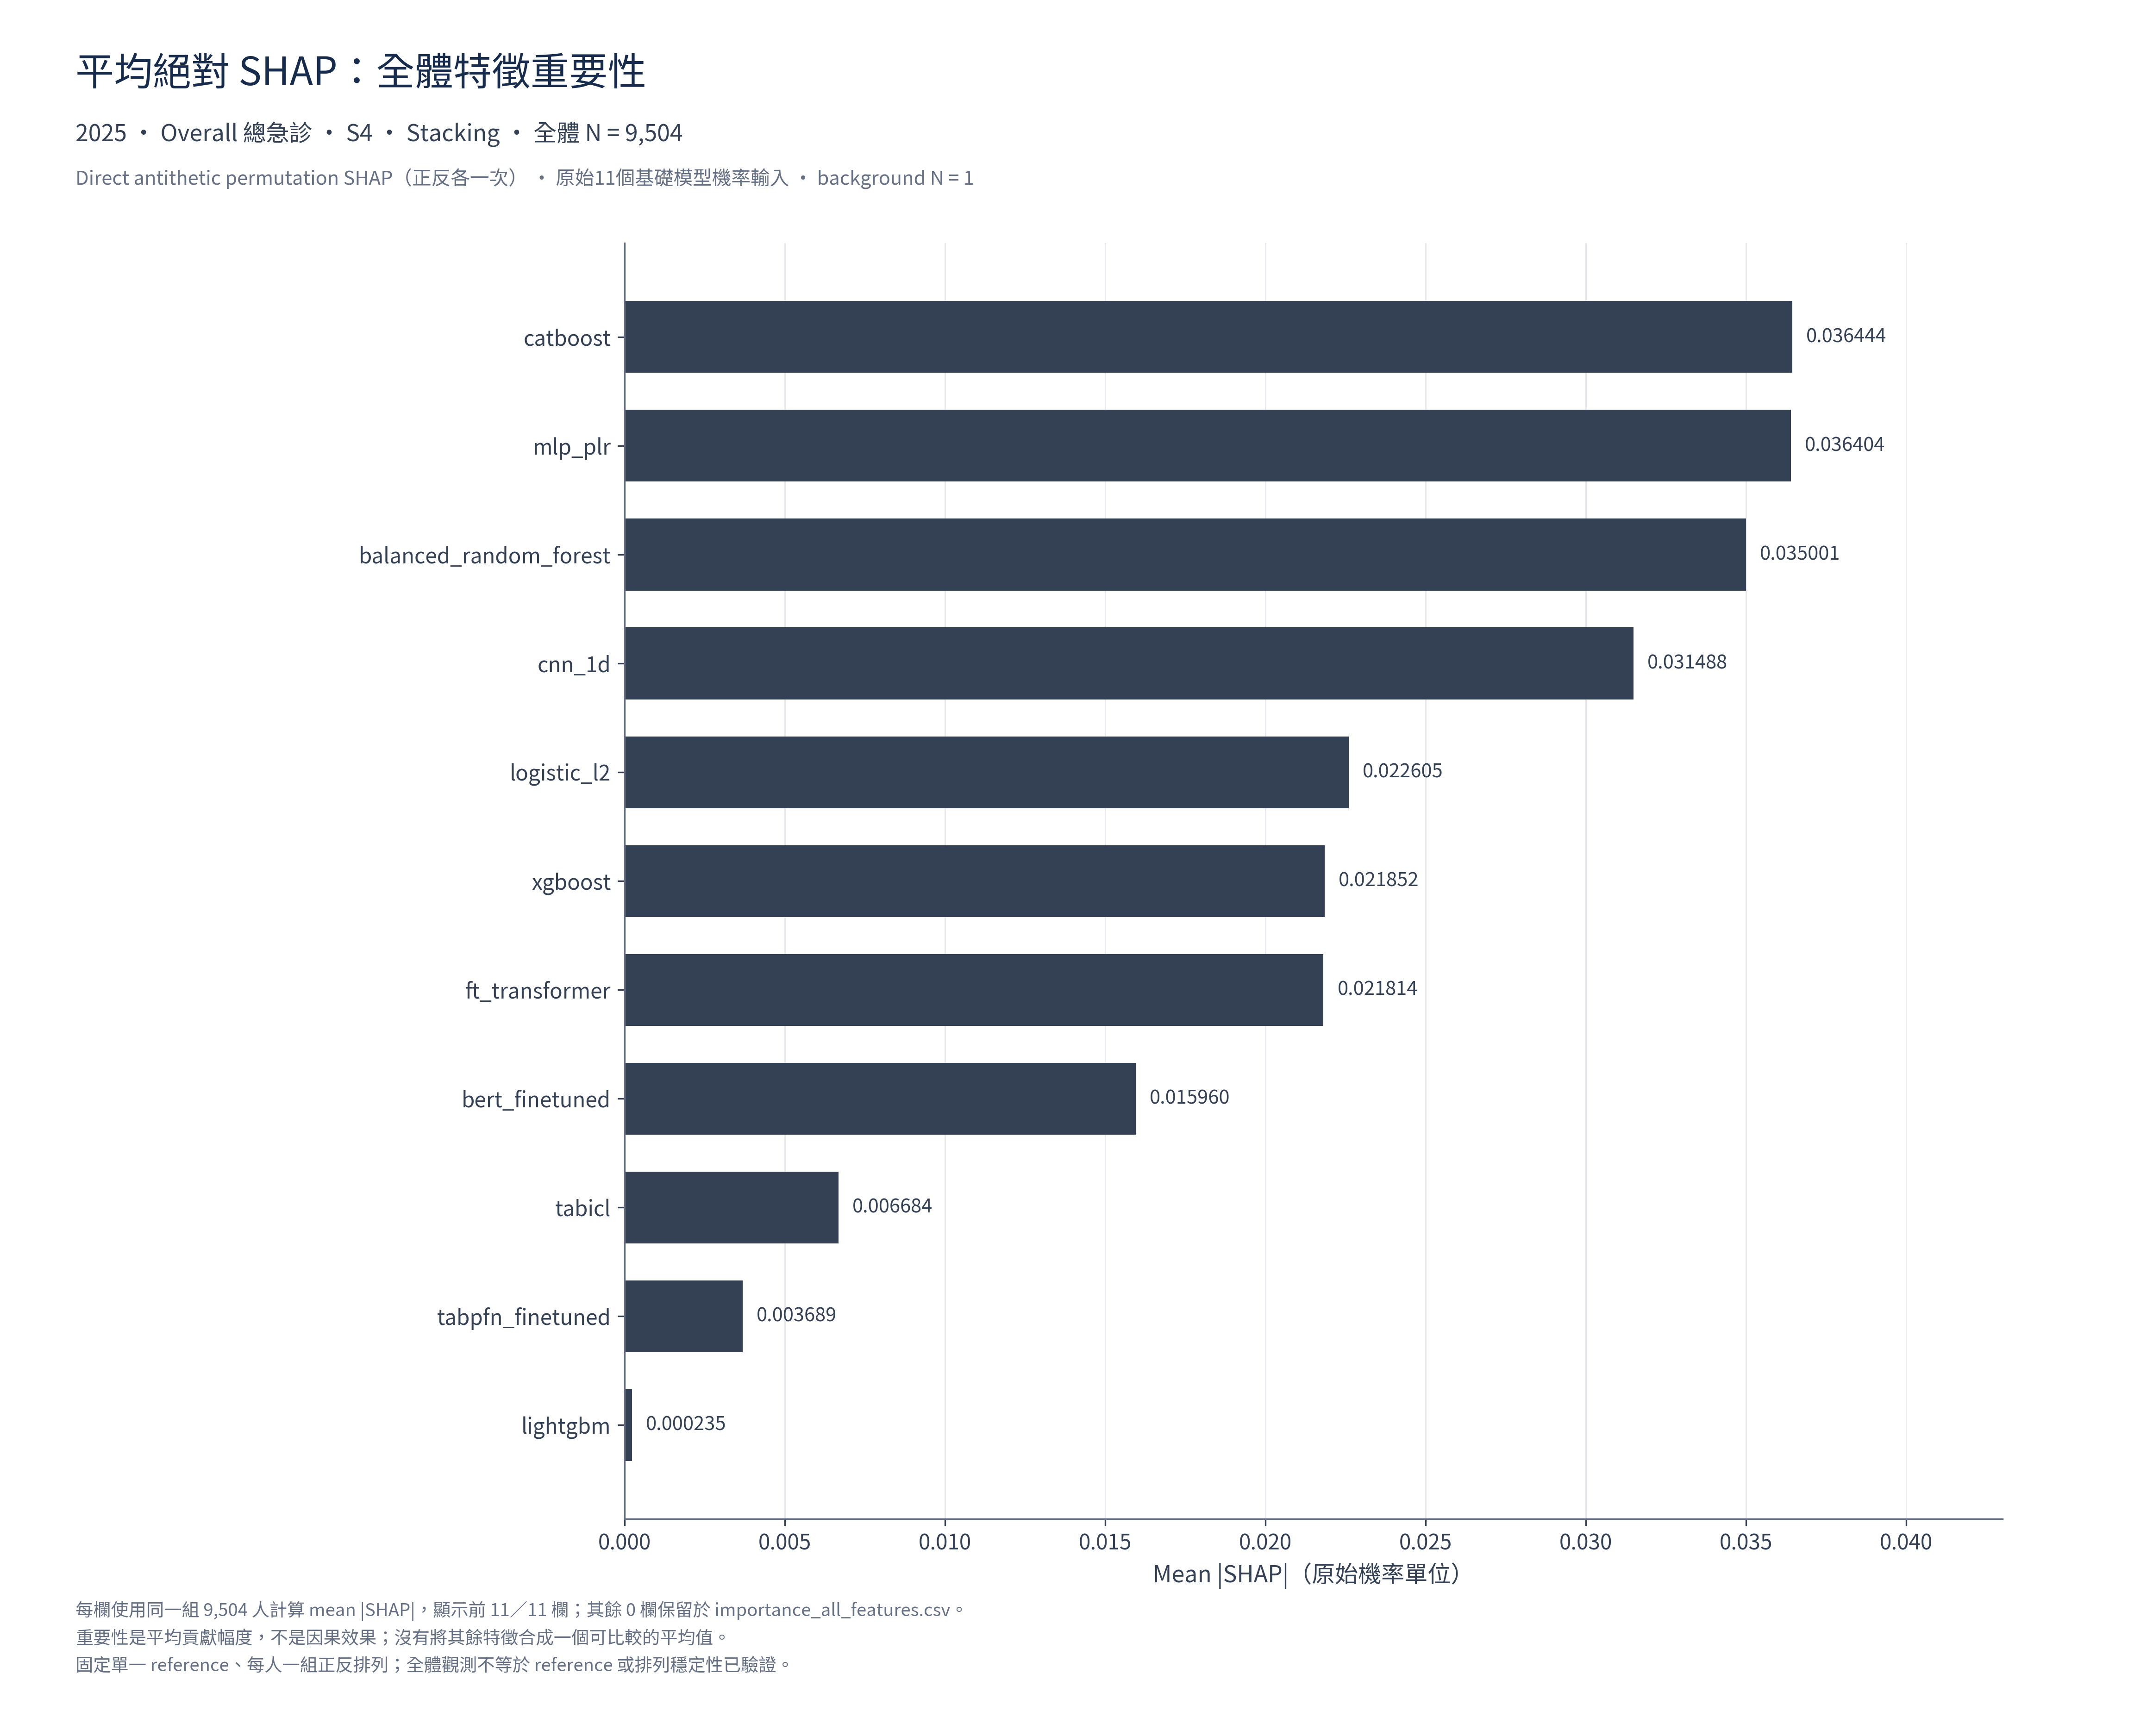 平均絕對 SHAP：全體特徵重要性
2025 • Overall 總急診 • S4 • Stacking • 全體 N = 9,504
Direct antithetic permutation SHAP（正反各一次） • 原始11個基礎模型機率輸入 • background N = 1
catboost 0.036444
mlp_plr 0.036404
balanced_random_forest 0.035001
cnn_1d 0.031488
logistic_l2 0.022605
xgboost 0.021852
ft_transformer 0.021814
bert_finetuned 0.015960
tabicl 0.006684
tabpfn_finetuned 0.003689
lightgbm 0.000235
0.000 0.005 0.010 0.015 0.020 0.025 0.030 0.035 0.040
Mean |SHAP|（原始機率單位）
每欄使用同一組 9,504 人計算 mean |SHAP|，顯示前 11／11 欄；其餘 0 欄保留於 importance_all_features.csv。
重要性是平均貢獻幅度，不是因果效果；沒有將其餘特徵合成一個可比較的平均值。
固定單一 reference、每人一組正反排列；全體觀測不等於 reference 或排列穩定性已驗證。